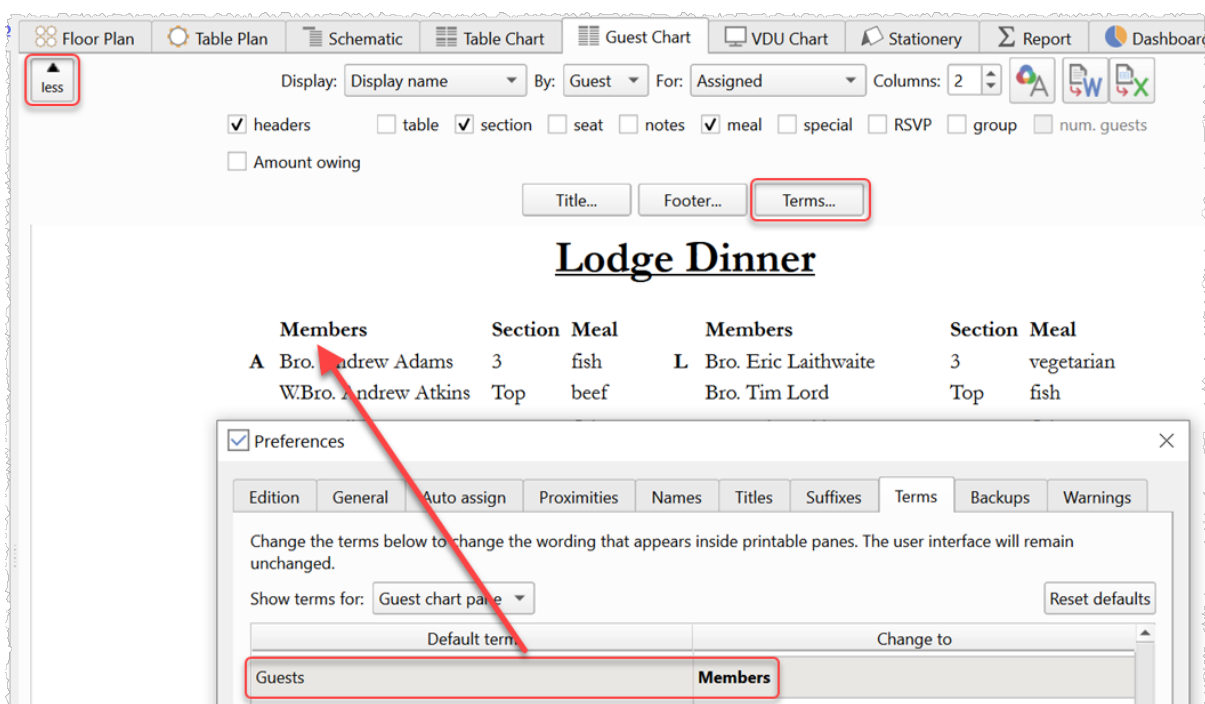 Floor Plan Table Plan Schematic Table Chart Guest Chart VDU Chart Stationery Report Dashboard
less Display: Display name By: Guest For: Assigned Columns: 2
headers table section seat notes meal special RSVP group num. guests
Amount owing
Title... Footer... Terms...
Lodge Dinner
Members Section Meal Members Section Meal
A Bro. Andrew Adams 3 fish L Bro. Eric Laithwaite 3 vegetarian
W.Bro. Andrew Atkins Top beef Bro. Tim Lord Top fish
Preferences
Edition General Auto assign Proximities Names Titles Suffixes Terms Backups Warnings
Change the terms below to change the wording that appears inside printable panes. The user interface will remain
unchanged.
Show terms for: Guest chart pane Reset defaults
Default term Change to
Guests Members